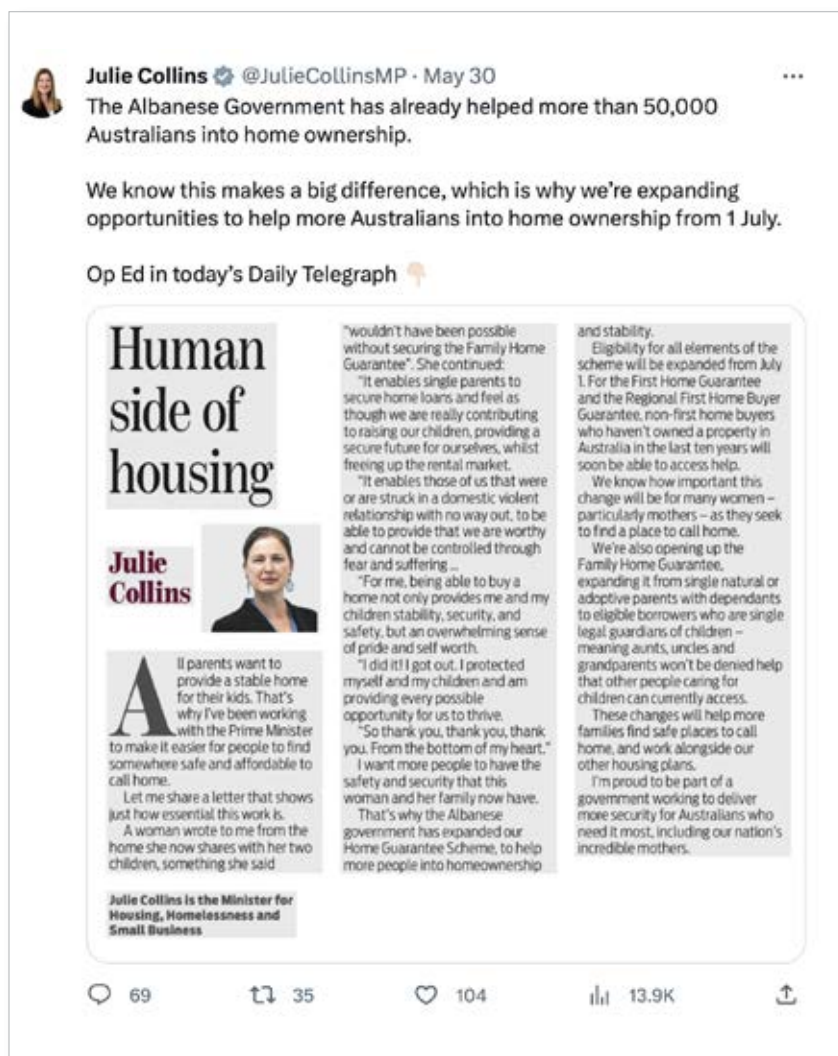 Julie Collins @JulieCollinsMP · May 30
The Albanese Government has already helped more than 50,000
Australians into home ownership.
We know this makes a big difference, which is why we're expanding
opportunities to help more Australians into home ownership from 1 July.
Op Ed in today's Daily Telegraph 👇🏻
Human
side of
housing
Julie
Collins
All parents want to
provide a stable home
for their kids. That's
why I've been working
with the Prime Minister
to make it easier for people to find
somewhere safe and affordable to
call home.
Let me share a letter that shows
just how essential this work is.
A woman wrote to me from the
home she now shares with her two
children, something she said
Julie Collins is the Minister for
Housing, Homelessness and
Small Business
"wouldn't have been possible
without securing the Family Home
Guarantee". She continued:
"It enables single parents to
secure home loans and feel as
though we are really contributing
to raising our children, providing a
secure future for ourselves, whilst
freeing up the rental market.
"It enables those of us that were
or are struck in a domestic violent
relationship with no way out, to be
able to provide that we are worthy
and cannot be controlled through
fear and suffering ...
"For me, being able to buy a
home not only provides me and my
children stability, security, and
safety, but an overwhelming sense
of pride and self worth.
"I did it! I got out. I protected
myself and my children and am
providing every possible
opportunity for us to thrive.
"So thank you, thank you, thank
you. From the bottom of my heart."
I want more people to have the
safety and security that this
woman and her family now have.
That's why the Albanese
government has expanded our
Home Guarantee Scheme, to help
more people into homeownership
and stability.
Eligibility for all elements of the
scheme will be expanded from July
1. For the First Home Guarantee
and the Regional First Home Buyer
Guarantee, non-first home buyers
who haven't owned a property in
Australia in the last ten years will
soon be able to access help.
We know how important this
change will be for many women –
particularly mothers – as they seek
to find a place to call home.
We're also opening up the
Family Home Guarantee,
expanding it from single natural or
adoptive parents with dependants
to eligible borrowers who are single
legal guardians of children –
meaning aunts, uncles and
grandparents won't be denied help
that other people caring for
children can currently access.
These changes will help more
families find safe places to call
home, and work alongside our
other housing plans.
I'm proud to be part of a
government working to deliver
more security for Australians who
need it most, including our nation's
incredible mothers.
69 35 104 13.9K